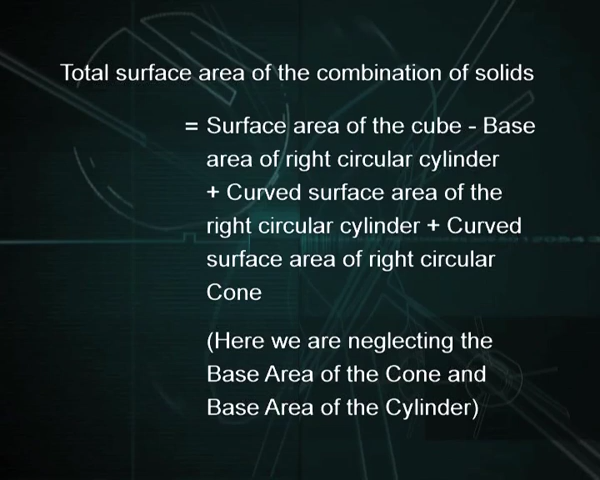 Total surface area of the combination of solids
= Surface area of the cube - Base
area of right circular cylinder
+ Curved surface area of the
right circular cylinder + Curved
surface area of right circular
Cone
(Here we are neglecting the
Base Area of the Cone and
Base Area of the Cylinder)